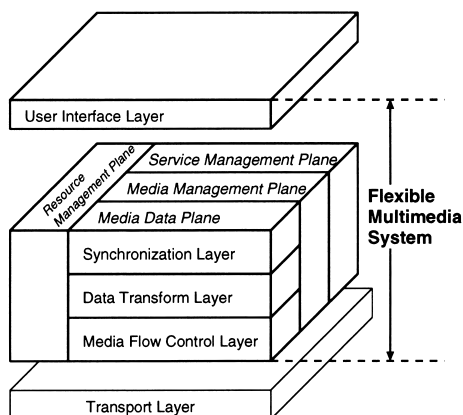 User Interface Layer
Resource
Management Plane
Service Management Plane
Media Management Plane
Media Data Plane
Synchronization Layer
Data Transform Layer
Media Flow Control Layer
Transport Layer
Flexible
Multimedia
System